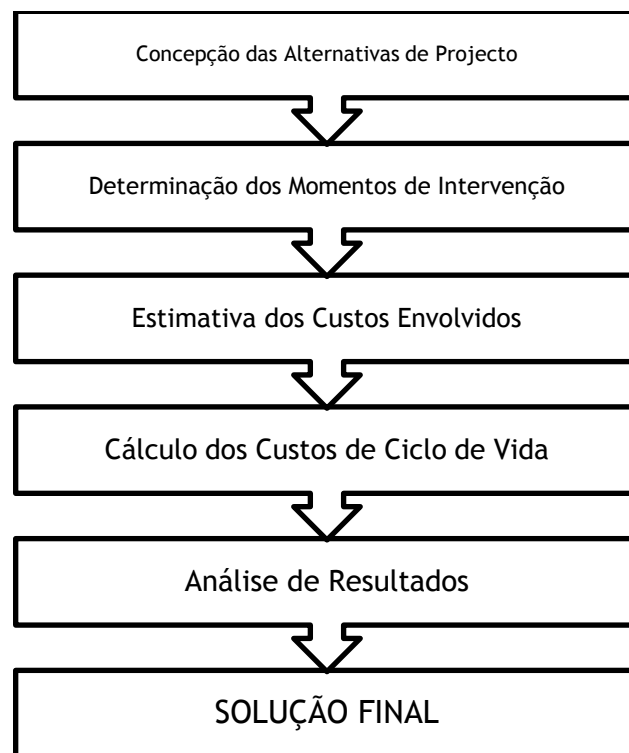 Concepção das Alternativas de Projecto
Determinação dos Momentos de Intervenção
Estimativa dos Custos Envolvidos
Cálculo dos Custos de Ciclo de Vida
Análise de Resultados
SOLUÇÃO FINAL